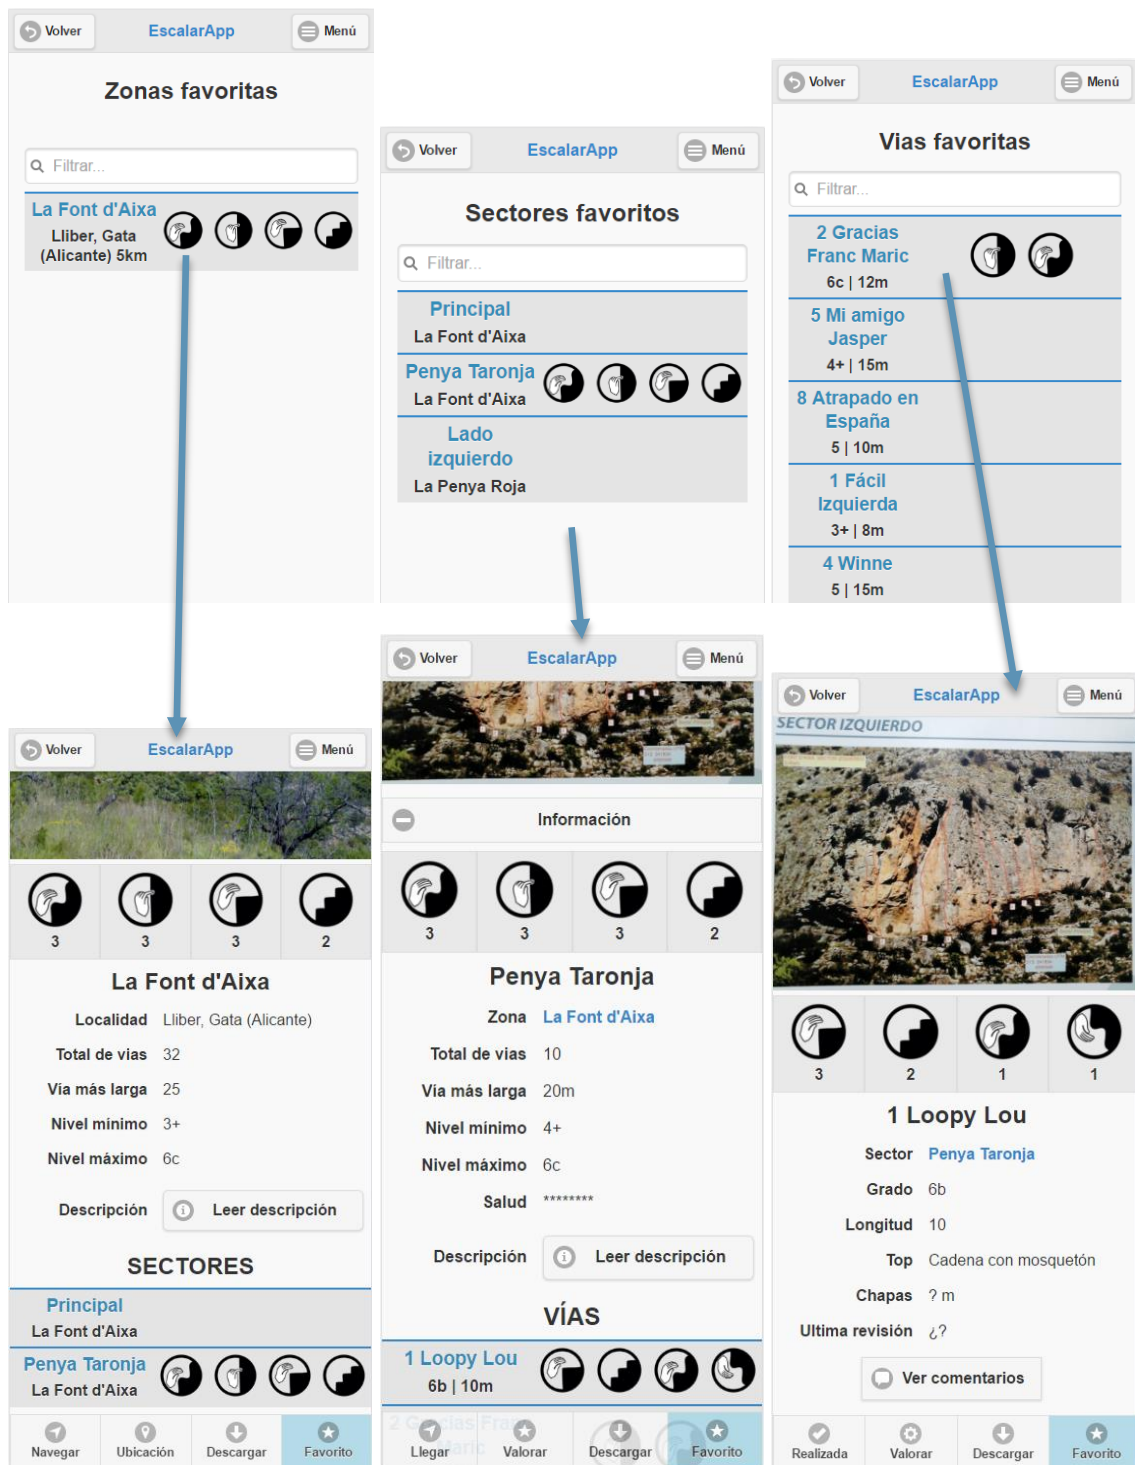 Volver EscalarApp Menú
Zonas favoritas
Filtrar...
La Font d'Aixa
Lliber, Gata
(Alicante) 5km
Volver EscalarApp Menú
Sectores favoritos
Filtrar...
Principal
La Font d'Aixa
Penya Taronja
La Font d'Aixa
Lado
izquierdo
La Penya Roja
Volver EscalarApp Menú
Vias favoritas
Filtrar...
2 Gracias
Franc Maric
6c | 12m
5 Mi amigo
Jasper
4+ | 15m
8 Atrapado en
España
5 | 10m
1 Fácil
Izquierda
3+ | 8m
4 Winne
5 | 15m
Volver EscalarApp Menú
3 3 3 2
La Font d'Aixa
Localidad Lliber, Gata (Alicante)
Total de vias 32
Vía más larga 25
Nivel mínimo 3+
Nivel máximo 6c
Descripción Leer descripción
SECTORES
Principal
La Font d'Aixa
Penya Taronja
La Font d'Aixa
Navegar Ubicación Descargar Favorito
Volver EscalarApp Menú
Información
3 3 3 2
Penya Taronja
Zona La Font d'Aixa
Total de vias 10
Vía más larga 20m
Nivel mínimo 4+
Nivel máximo 6c
Salud ********
Descripción Leer descripción
VÍAS
1 Loopy Lou
6b | 10m
2 Gracias Franc
Maric
Llegar Valorar Descargar Favorito
Volver EscalarApp Menú
SECTOR IZQUIERDO
3 2 1 1
1 Loopy Lou
Sector Penya Taronja
Grado 6b
Longitud 10
Top Cadena con mosquetón
Chapas ? m
Ultima revisión ¿?
Ver comentarios
Realizada Valorar Descargar Favorito